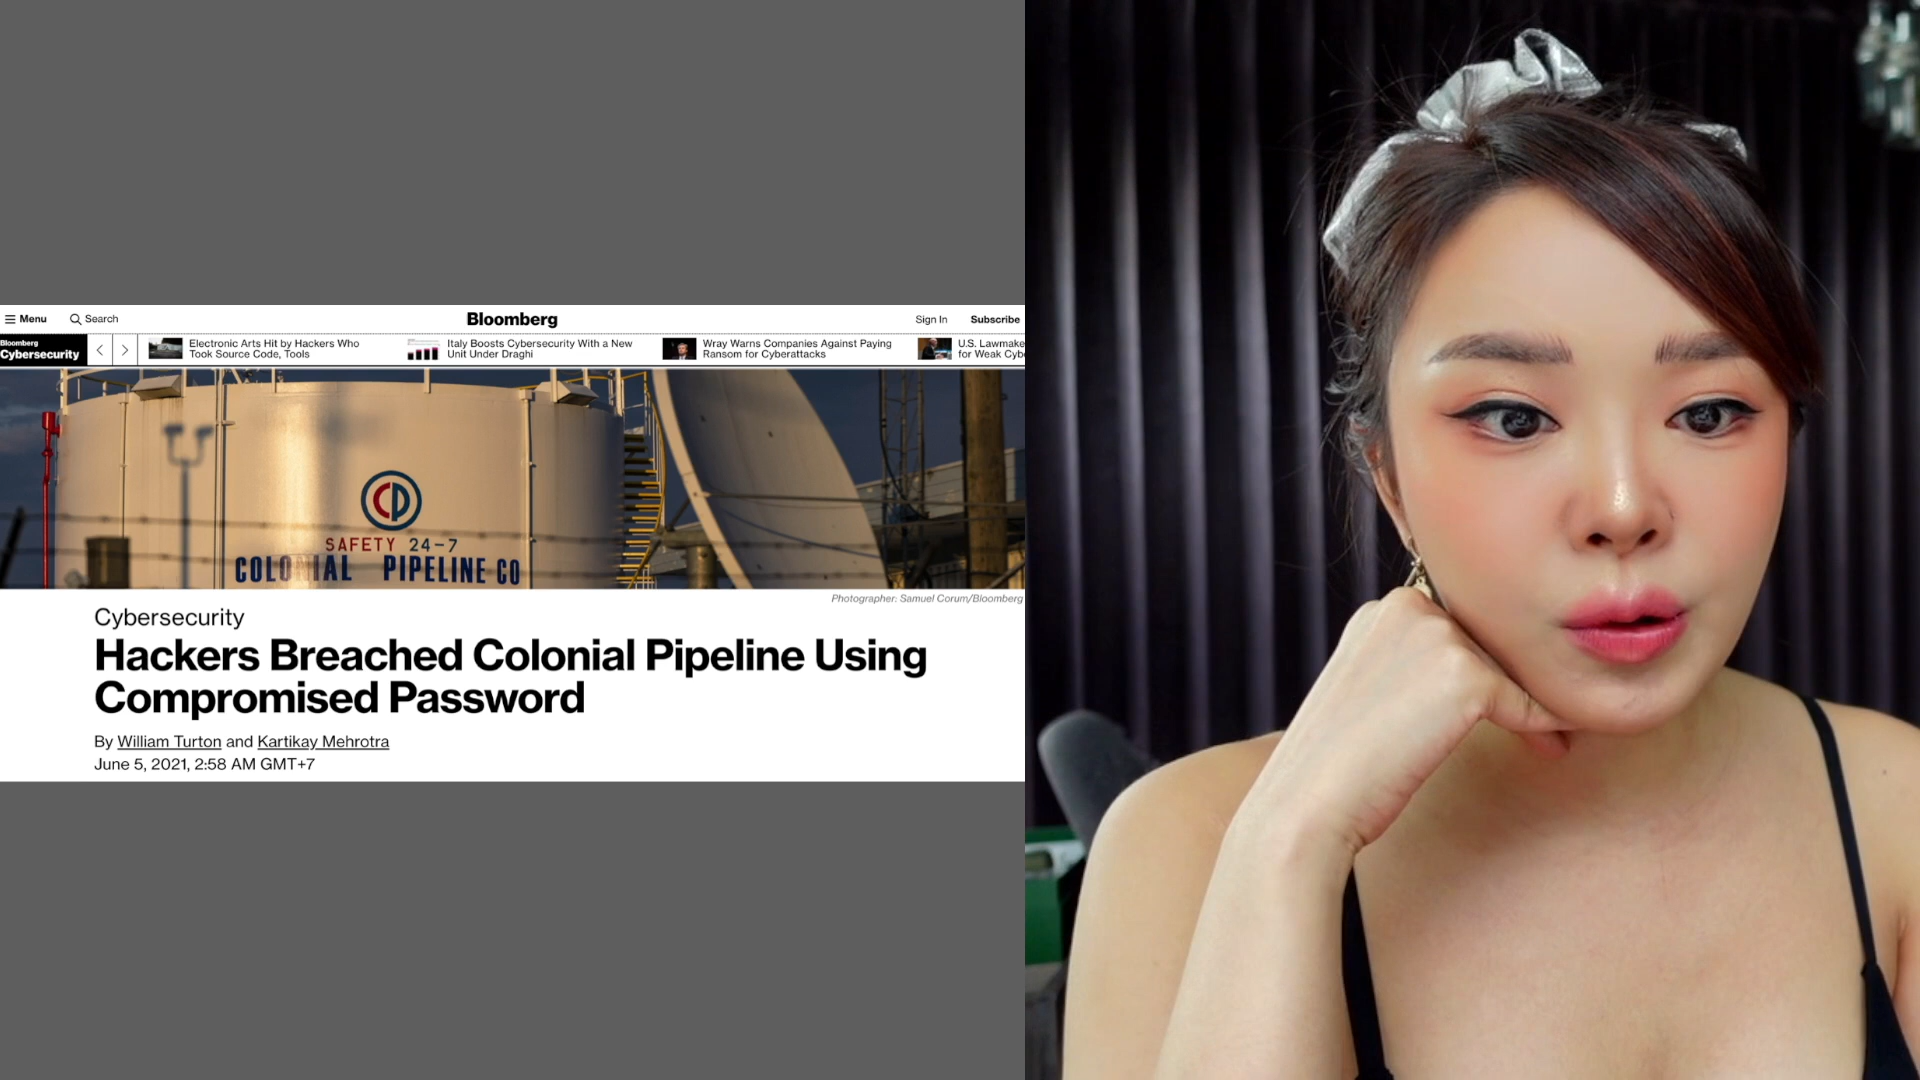 Menu
Search
Bloomberg
Sign In
Subscribe
Bloomberg
Cybersecurity
Electronic Arts Hit by Hackers Who
Took Source Code, Tools
Italy Boosts Cybersecurity With a New
Unit Under Draghi
Wray Warns Companies Against Paying
Ransom for Cyberattacks
U.S. Lawmake
for Weak Cyb
CP
SAFETY 24-7
COLONIAL PIPELINE CO
Photographer: Samuel Corum/Bloomberg
Cybersecurity
Hackers Breached Colonial Pipeline Using
Compromised Password
By William Turton and Kartikay Mehrotra
June 5, 2021, 2:58 AM GMT+7